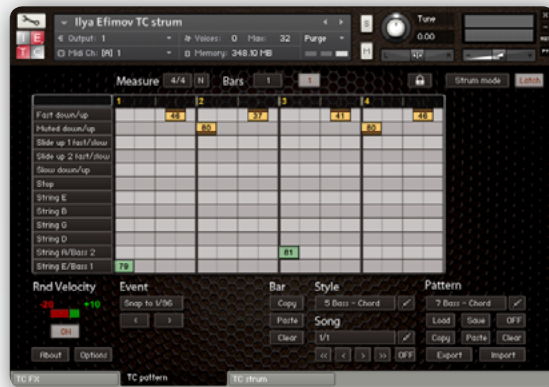 Ilya Efimov TC strum
Output: 1
Voices: 0 Max: 32 Purge
Midi Ch: [A] 1
Memory: 348.10 MB
S
M
Tune
0.00
T E
T C
Measure 4/4 N Bars 1 1
Strum mode Latch
1 2 3 4
Fast down/up 46 37 41 46
Muted down/up 80 80
Slide up 1 fast/slow
Slide up 2 fast/slow
Slow down/up
Stop
String E
String B
String G
String D
String A/Bass 2 81
String E/Bass 1 79
Rnd Velocity Event Bar Style Pattern
-20 +10 Snap to 1/96 Copy 5 Bass - Chord 7 Bass - Chord
ON < > Paste Song Load Save OFF
Clear 1/1 Copy Paste Clear
About Options << < > >> OFF Export Import
TC FX TC pattern TC strum